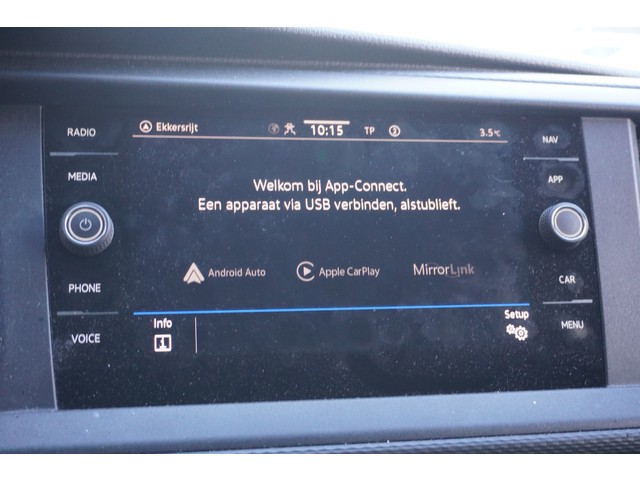 RADIO
MEDIA
PHONE
VOICE
Ekkersrijt
10:15
TP
2
3.5°C
Welkom bij App-Connect.
Een apparaat via USB verbinden, alstublieft.
Android Auto
Apple CarPlay
MirrorLink
Info
Setup
NAV
APP
CAR
MENU